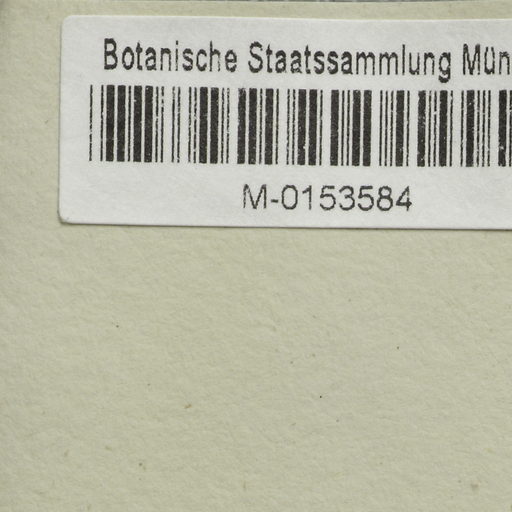 Botanische Staatssammlung Mün
M-0153584